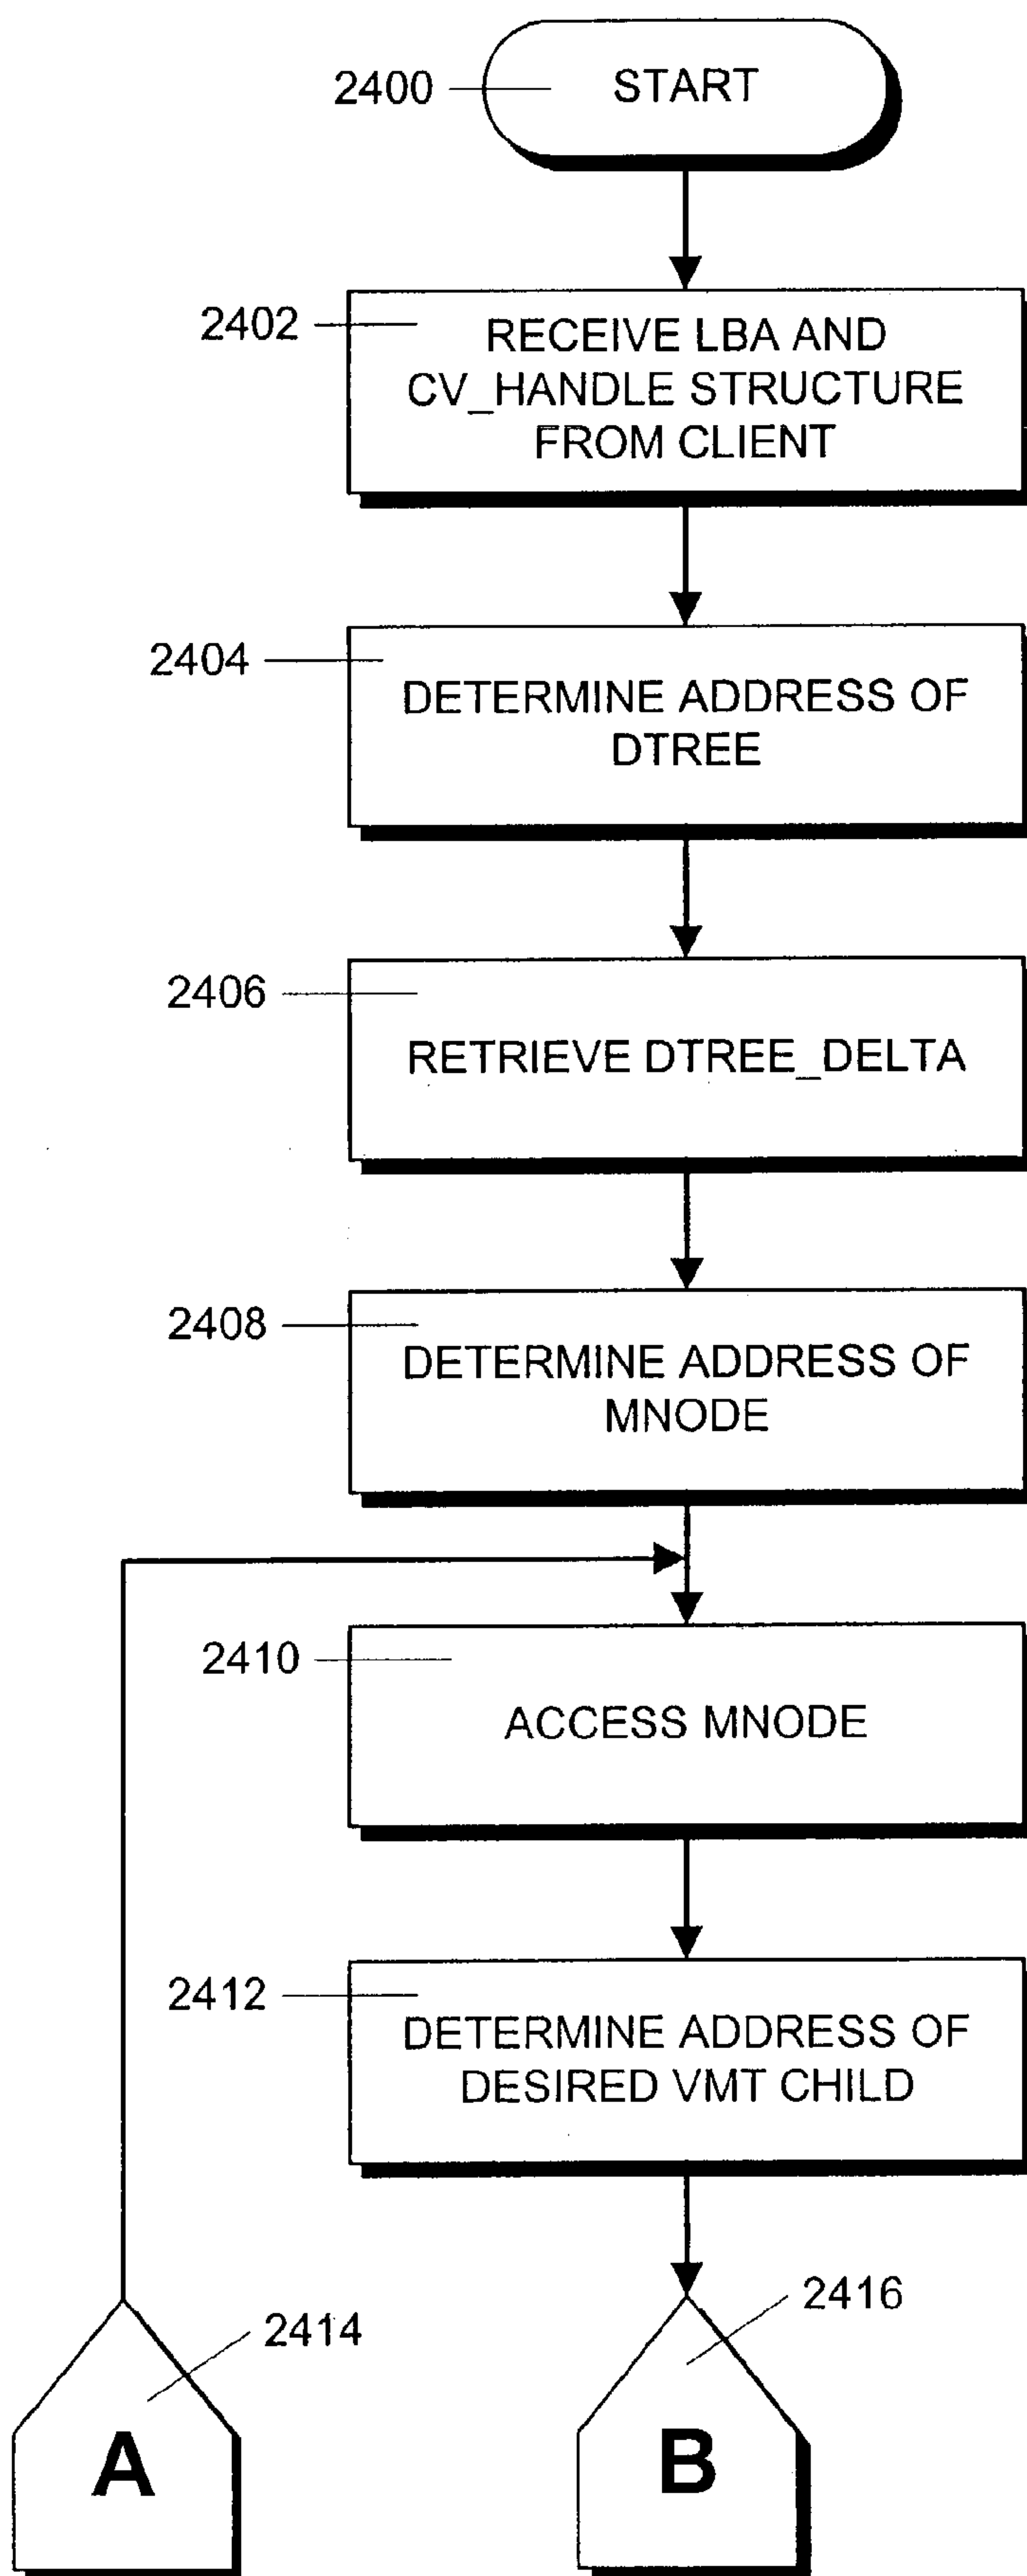 2400
START
2402
RECEIVE LBA AND
CV_HANDLE STRUCTURE
FROM CLIENT
2404
DETERMINE ADDRESS OF
DTREE
2406
RETRIEVE DTREE_DELTA
2408
DETERMINE ADDRESS OF
MNODE
2410
ACCESS MNODE
2412
DETERMINE ADDRESS OF
DESIRED VMT CHILD
2414
A
2416
B